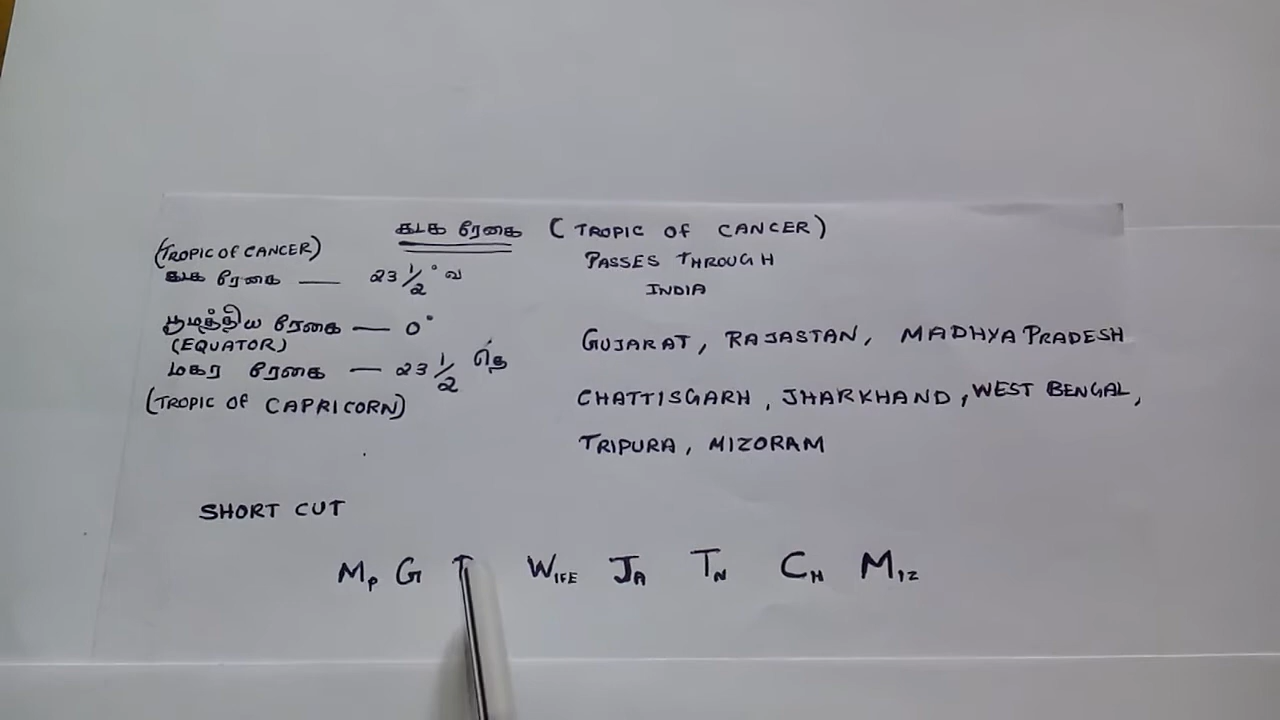 கடக ரேகை (TROPIC OF CANCER)
PASSES THROUGH
INDIA
(TROPIC OF CANCER)
கடக ரேகை — 23 1/2° வ
பூமத்திய ரேகை — 0°
(EQUATOR)
மகர ரேகை — 23 1/2 தெ
(TROPIC OF CAPRICORN)
GUJARAT, RAJASTAN, MADHYA PRADESH
CHATTISGARH, JHARKHAND, WEST BENGAL,
TRIPURA, MIZORAM
SHORT CUT
MP G WIFE JA TN CH MIZ